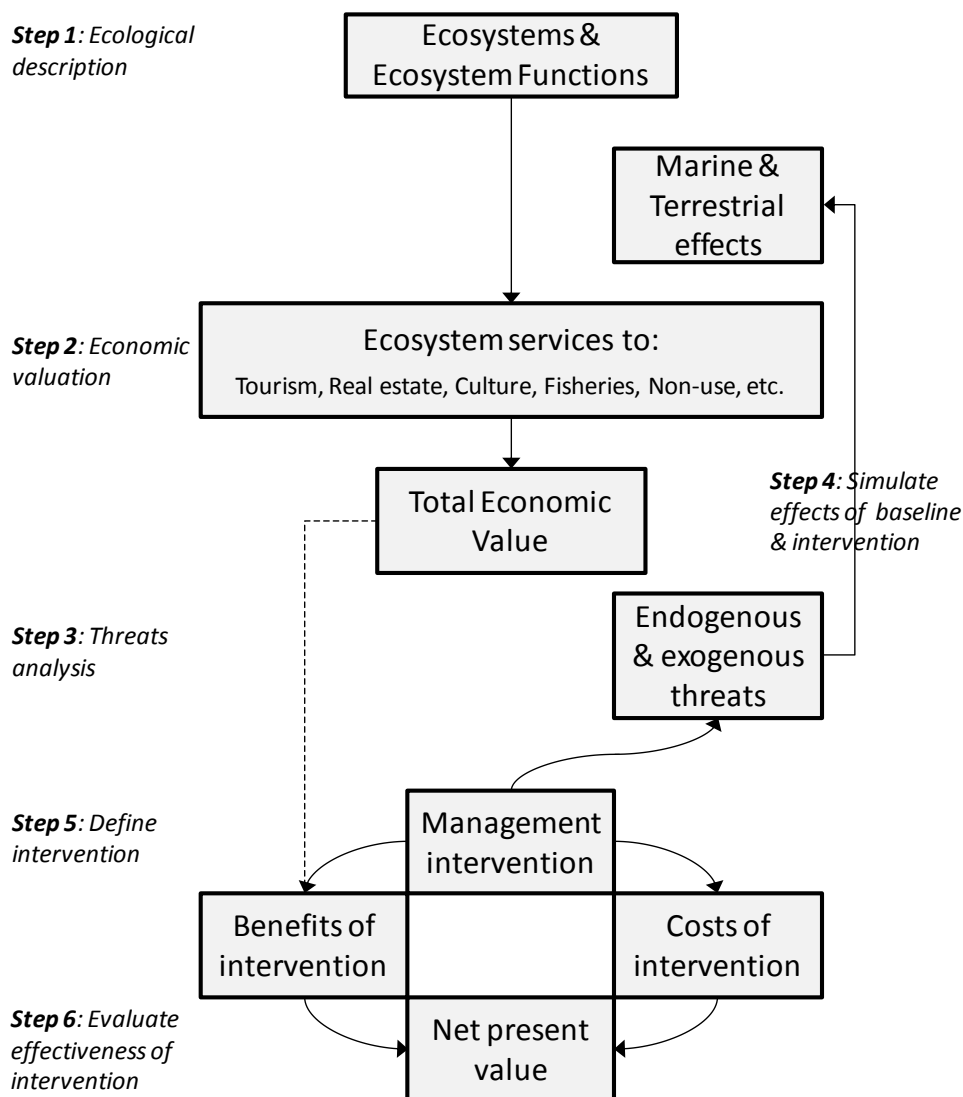 Step 1: Ecological
description
Ecosystems &
Ecosystem Functions
Marine &
Terrestrial
effects
Step 2: Economic
valuation
Ecosystem services to:
Tourism, Real estate, Culture, Fisheries, Non-use, etc.
Total Economic
Value
Step 4: Simulate
effects of baseline
& intervention
Step 3: Threats
analysis
Endogenous
& exogenous
threats
Step 5: Define
intervention
Management
intervention
Benefits of
intervention
Costs of
intervention
Step 6: Evaluate
effectiveness of
intervention
Net present
value